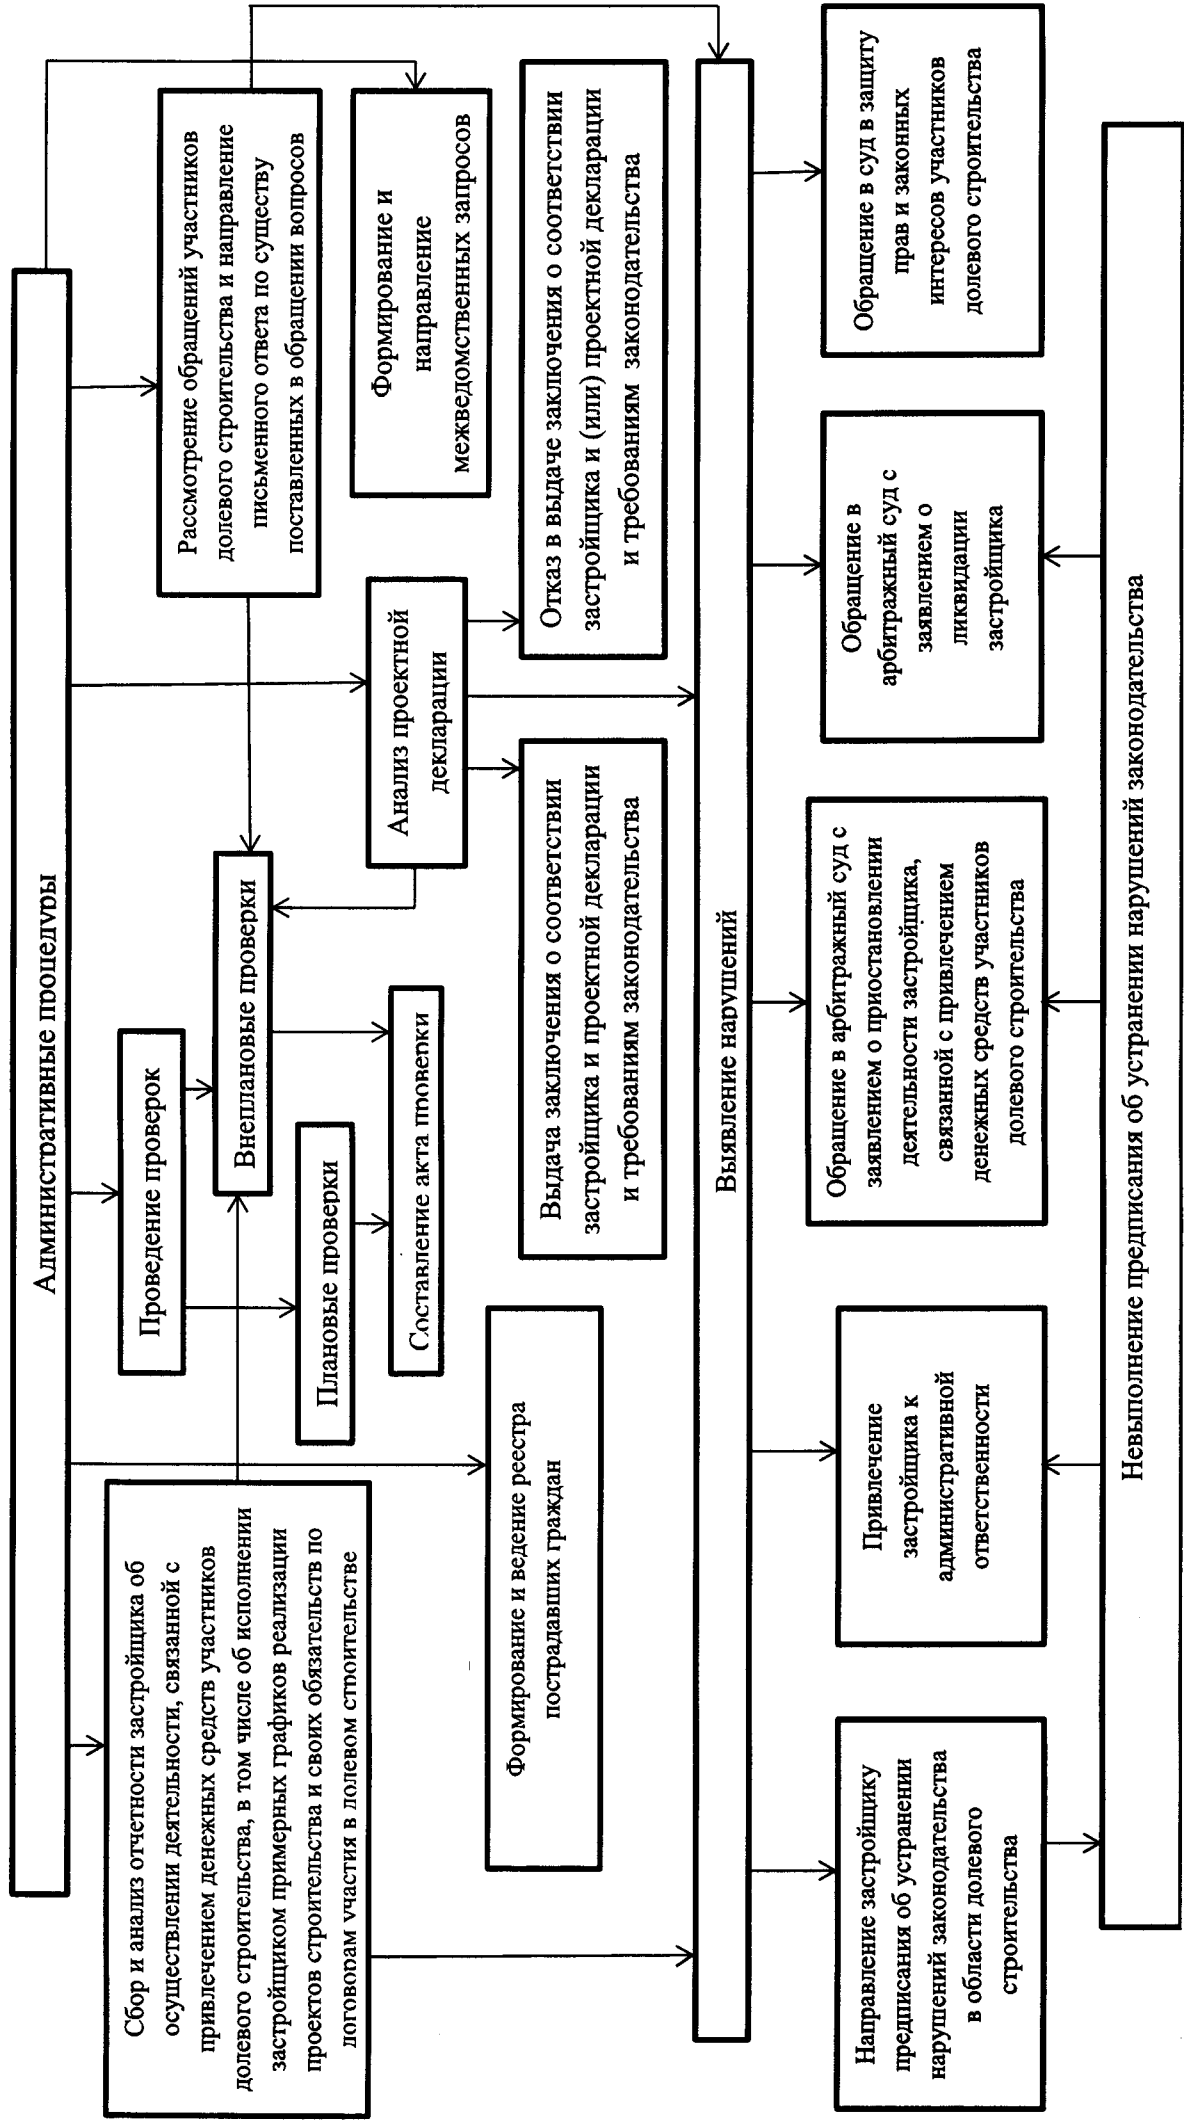 Административные процедуры
Сбор и анализ отчетности застройщика об
осуществлении деятельности, связанной с
привлечением денежных средств участников
долевого строительства, в том числе об исполнении
застройщиком примерных графиков реализации
проектов строительства и своих обязательств по
договорам участия в долевом строительстве
Проведение проверок
Рассмотрение обращений участников
долевого строительства и направление
письменного ответа по существу
поставленных в обращении вопросов
Внеплановые проверки
Плановые проверки
Составление акта проверки
Анализ проектной
декларации
Формирование и
направление
межведомственных запросов
Формирование и ведение реестра
пострадавших граждан
Выдача заключения о соответствии
застройщика и проектной декларации
и требованиям законодательства
Отказ в выдаче заключения о соответствии
застройщика и (или) проектной декларации
и требованиям законодательства
Выявление нарушений
Направление застройщику
предписания об устранении
нарушений законодательства
в области долевого
строительства
Привлечение
застройщика к
административной
ответственности
Обращение в арбитражный суд с
заявлением о приостановлении
деятельности застройщика,
связанной с привлечением
денежных средств участников
долевого строительства
Обращение в
арбитражный суд с
заявлением о
ликвидации
застройщика
Обращение в суд в защиту
прав и законных
интересов участников
долевого строительства
Невыполнение предписания об устранении нарушений законодательства